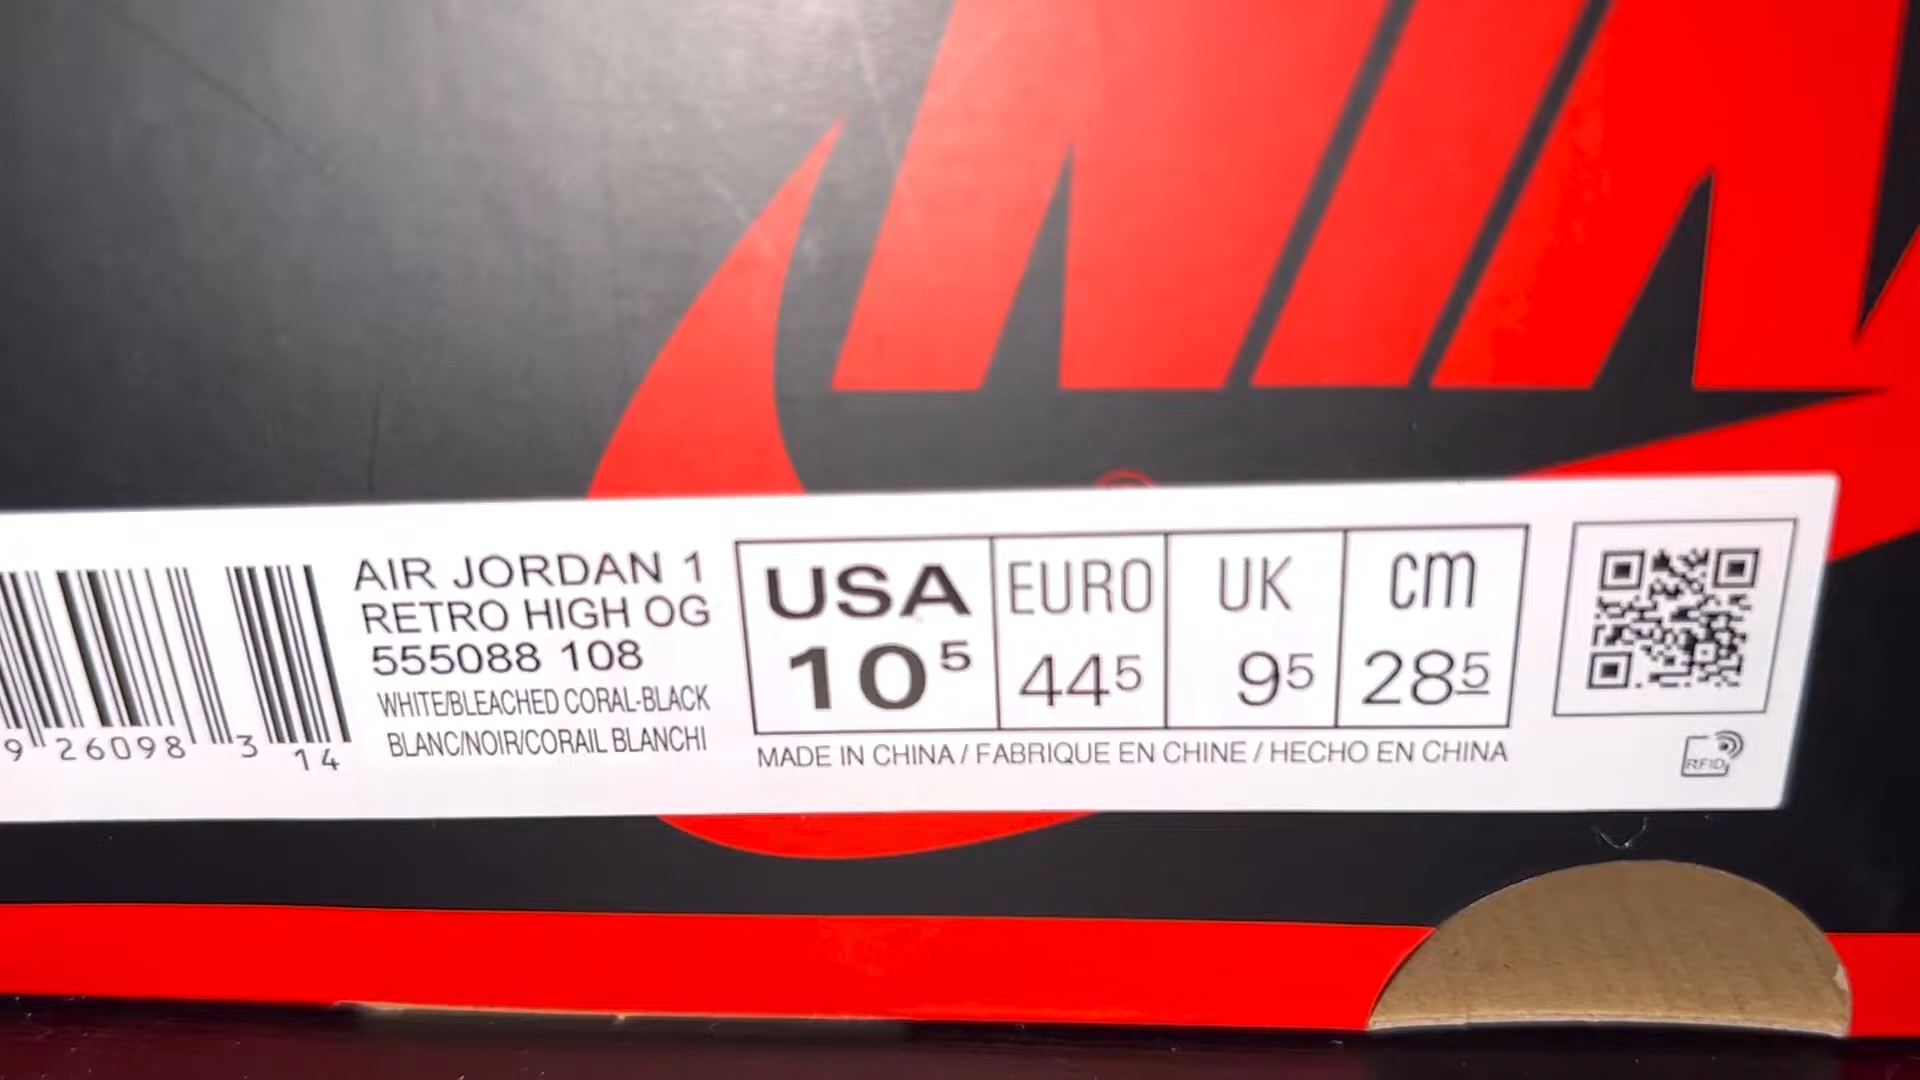 AIR JORDAN 1
RETRO HIGH OG
555088 108
WHITE/BLEACHED CORAL-BLACK
BLANC/NOIR/CORAIL BLANCHI
9 26098 3 14
USA EURO UK cm
10⁵ 44⁵ 9⁵ 28⁵
MADE IN CHINA / FABRIQUE EN CHINE / HECHO EN CHINA
RFID